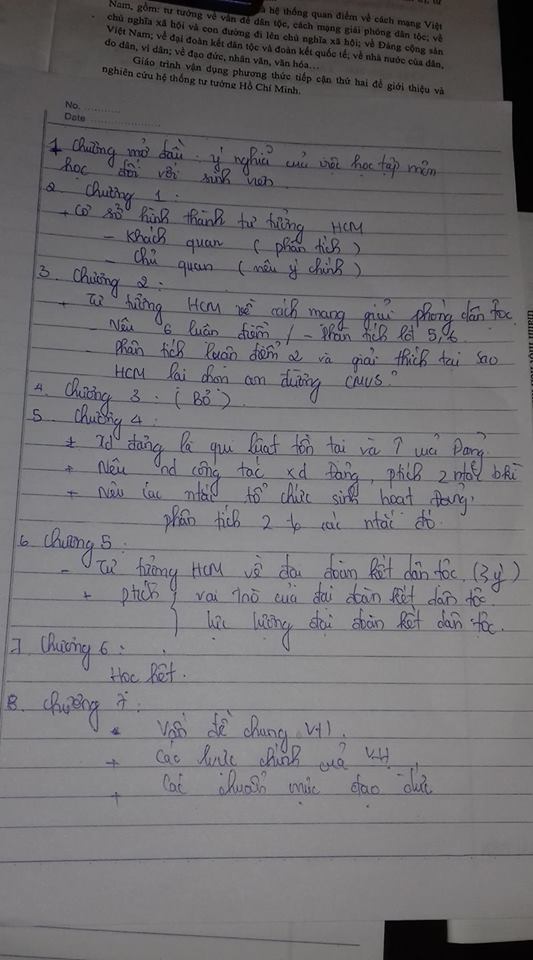 hệ thống quan điểm về cách mạng Việt
Nam, gồm: tư tưởng về vấn đề dân tộc, cách mạng giải phóng dân tộc; về
chủ nghĩa xã hội và con đường đi lên chủ nghĩa xã hội; về Đảng cộng sản
Việt Nam; về đại đoàn kết dân tộc và đoàn kết quốc tế; về nhà nước của dân,
do dân, vì dân; về đạo đức, nhân văn, văn hóa...
Giáo trình vận dụng phương thức tiếp cận thứ hai để giới thiệu và
nghiên cứu hệ thống tư tưởng Hồ Chí Minh.
No. ............
Date ....................
1 Chương mở đầu: ý nghĩa của việc học tập môn
học đối với sinh viên.
2 Chương 1:
+ Cơ sở hình thành tư tưởng HCM
- Khách quan (phân tích)
- Chủ quan (nêu ý chính)
3. Chương 2:
+ Tư tưởng HCM về cách mạng giải phóng dân tộc.
- Nêu 6 luận điểm / - phân tích lđ 5,6.
phân tích luận điểm 2 và giải thích tại sao
HCM lại chọn con đường CMVS?
4. Chương 3: (Bỏ).
5. Chương 4:
+ Xd đảng là qui luật tồn tại và ↑ của Đảng.
+ Nêu nd công tác xd Đảng, ptích 2 ntắc
+ Nêu các ntắc tổ chức sinh hoạt đảng.
phân tích 2 các ntắc đó.
6 Chương 5:
- Tư tưởng HCM về đại đoàn kết dân tộc. (3 ý)
+ ptích } vai trò của đại đoàn kết dân tộc.
lực lượng đại đoàn kết dân tộc.
7. Chương 6:
Học hết.
8. Chương 7:
+ Vấn đề chung VH.
+ Các lvực chính của VH
+ Các chuẩn mực đạo đức